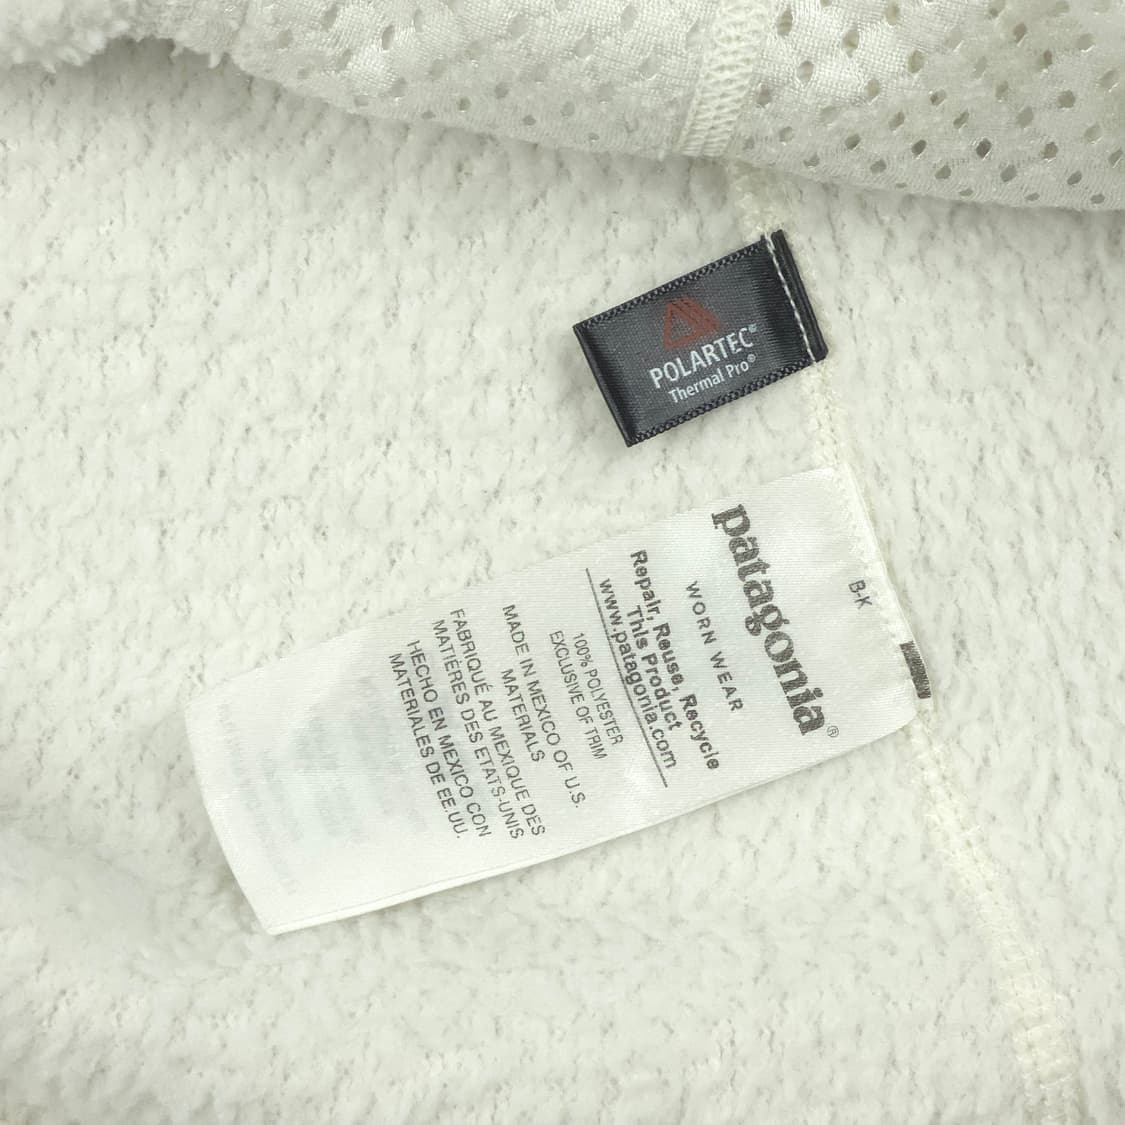 POLARTEC®
Thermal Pro®
B-K
patagonia®
WORN WEAR
Repair, Reuse, Recycle
This Product
www.patagonia.com
100% POLYESTER
EXCLUSIVE OF TRIM
MADE IN MEXICO OF U.S.
MATERIALS
FABRIQUÉ AU MEXIQUE DES
MATIÈRES DES ETATS-UNIS
HECHO EN MEXICO CON
MATERIALES DE EE.UU.